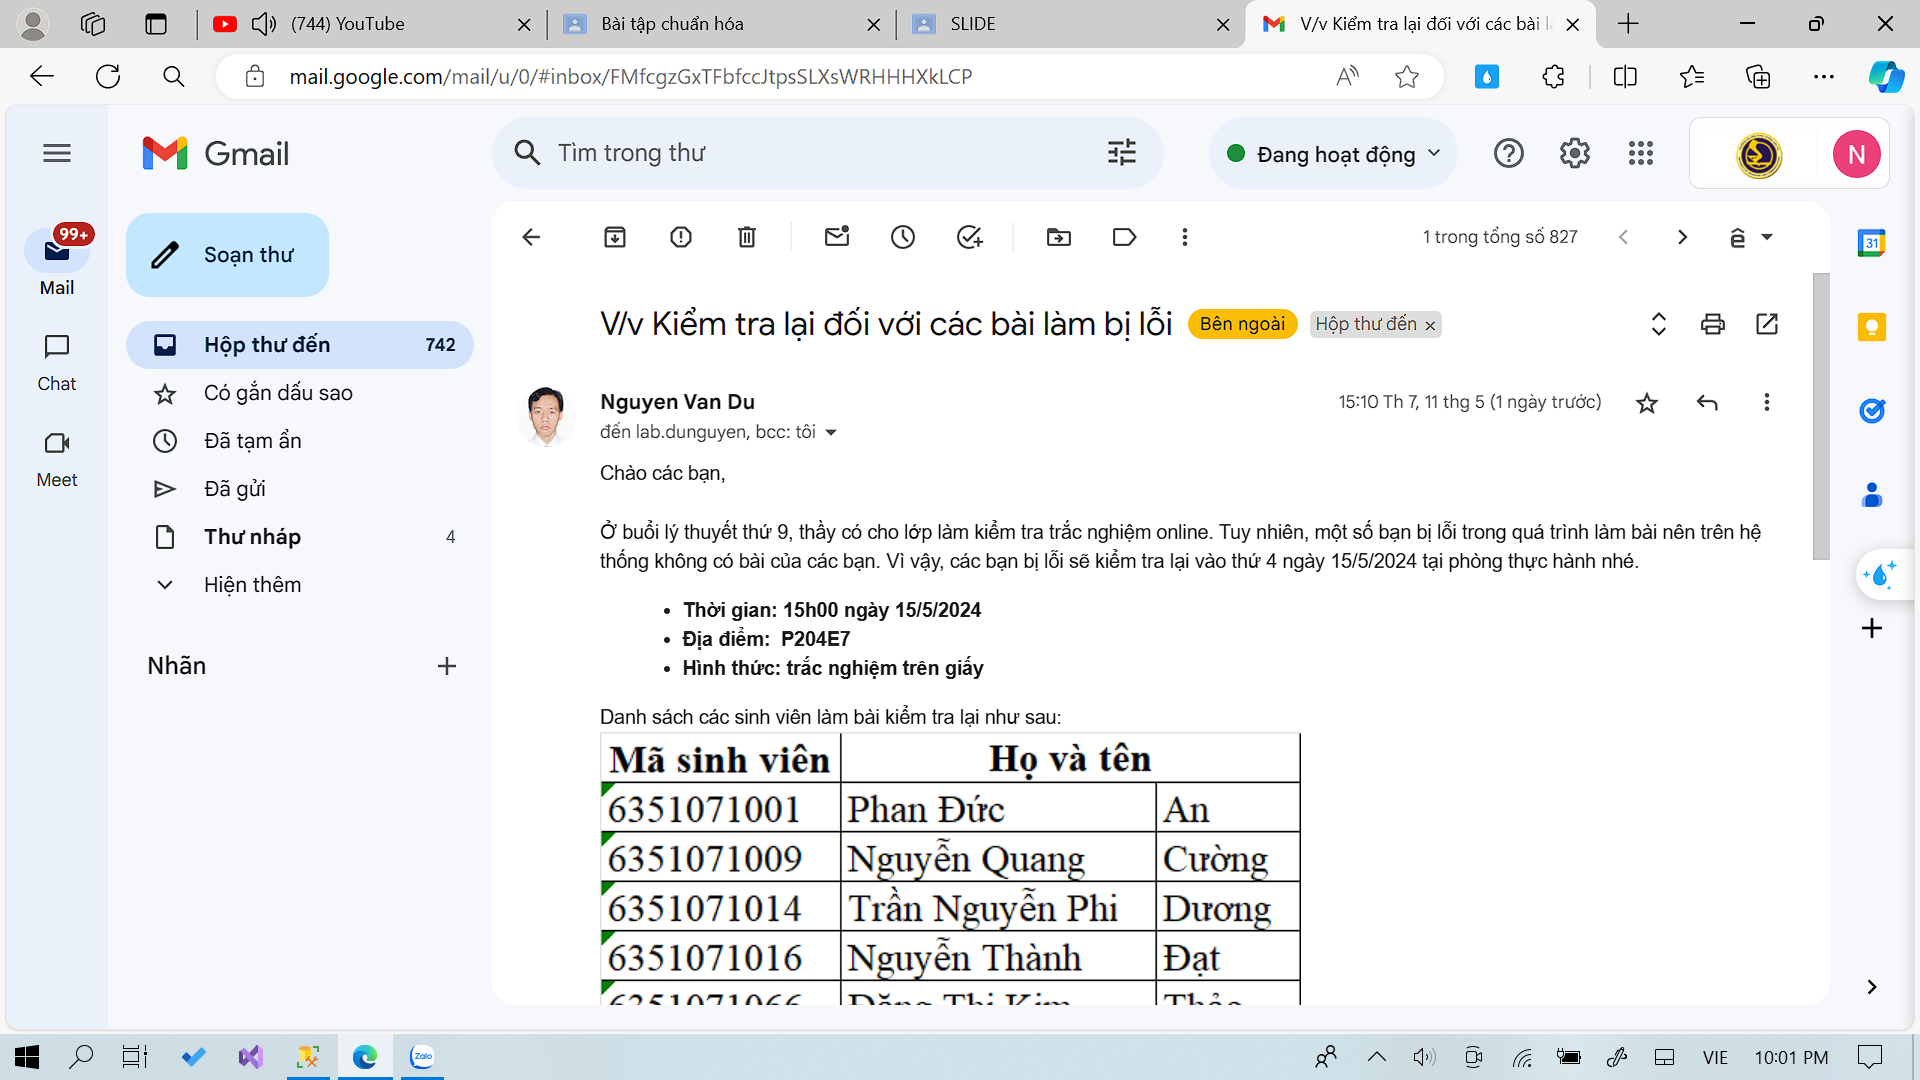 (744) YouTube
Bài tập chuẩn hóa
SLIDE
V/v Kiểm tra lại đối với các bài l
mail.google.com/mail/u/0/#inbox/FMfcgzGxTFbfccJtpsSLXsWRHHHXkLCP
Gmail
Tìm trong thư
Đang hoạt động
N
99+
Mail
Chat
Meet
Soạn thư
Hộp thư đến 742
Có gắn dấu sao
Đã tạm ẩn
Đã gửi
Thư nháp 4
Hiện thêm
Nhãn
1 trong tổng số 827
ê
31
V/v Kiểm tra lại đối với các bài làm bị lỗi Bên ngoài Hộp thư đến ×
Nguyen Van Du
15:10 Th 7, 11 thg 5 (1 ngày trước)
đến lab.dunguyen, bcc: tôi
Chào các bạn,
Ở buổi lý thuyết thứ 9, thầy có cho lớp làm kiểm tra trắc nghiệm online. Tuy nhiên, một số bạn bị lỗi trong quá trình làm bài nên trên hệ
thống không có bài của các bạn. Vì vậy, các bạn bị lỗi sẽ kiểm tra lại vào thứ 4 ngày 15/5/2024 tại phòng thực hành nhé.
• Thời gian: 15h00 ngày 15/5/2024
• Địa điểm: P204E7
• Hình thức: trắc nghiệm trên giấy
Danh sách các sinh viên làm bài kiểm tra lại như sau:
Mã sinh viên Họ và tên
6351071001 Phan Đức An
6351071009 Nguyễn Quang Cường
6351071014 Trần Nguyễn Phi Dương
6351071016 Nguyễn Thành Đạt
6351071066 Đặng Thị Kim Thảo
Zalo
VIE
10:01 PM